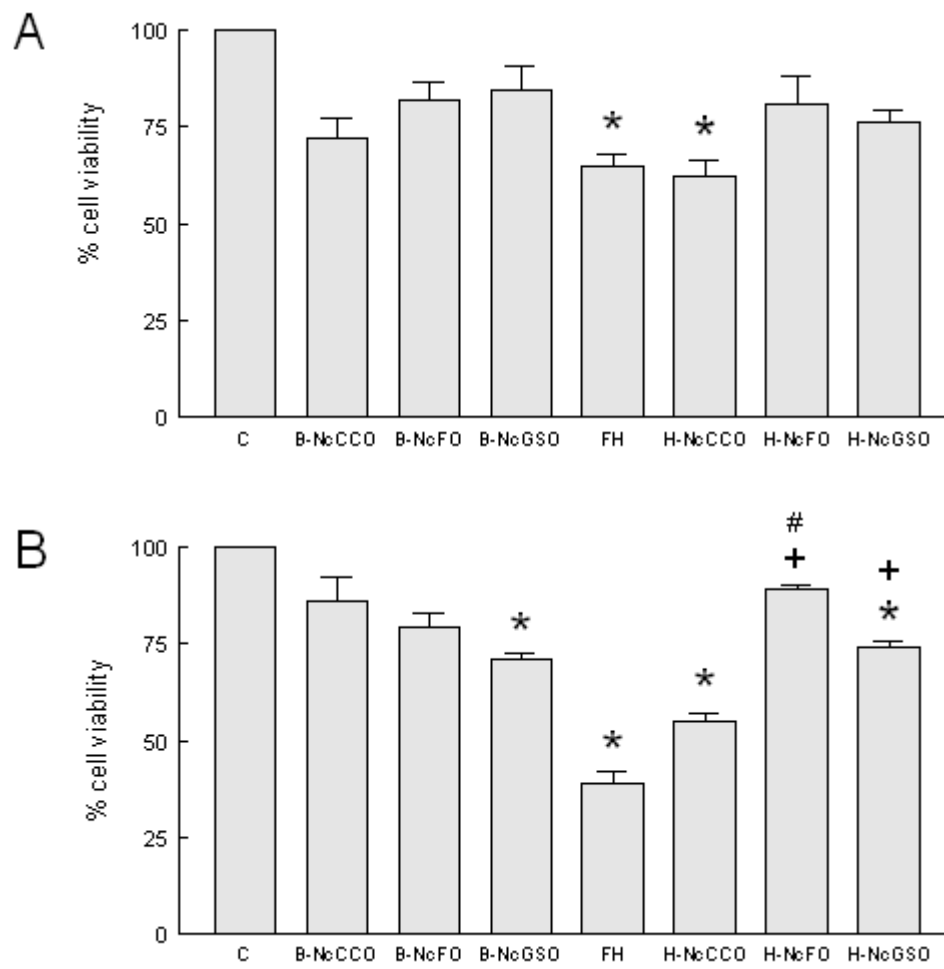 A
% cell viability
100
75
50
25
0
* *
C B-NcCCO B-NcFO B-NcGSO FH H-NcCCO H-NcFO H-NcGSO
B
% cell viability
100
75
50
25
0
#
+ +
* * * *
C B-NcCCO B-NcFO B-NcGSO FH H-NcCCO H-NcFO H-NcGSO